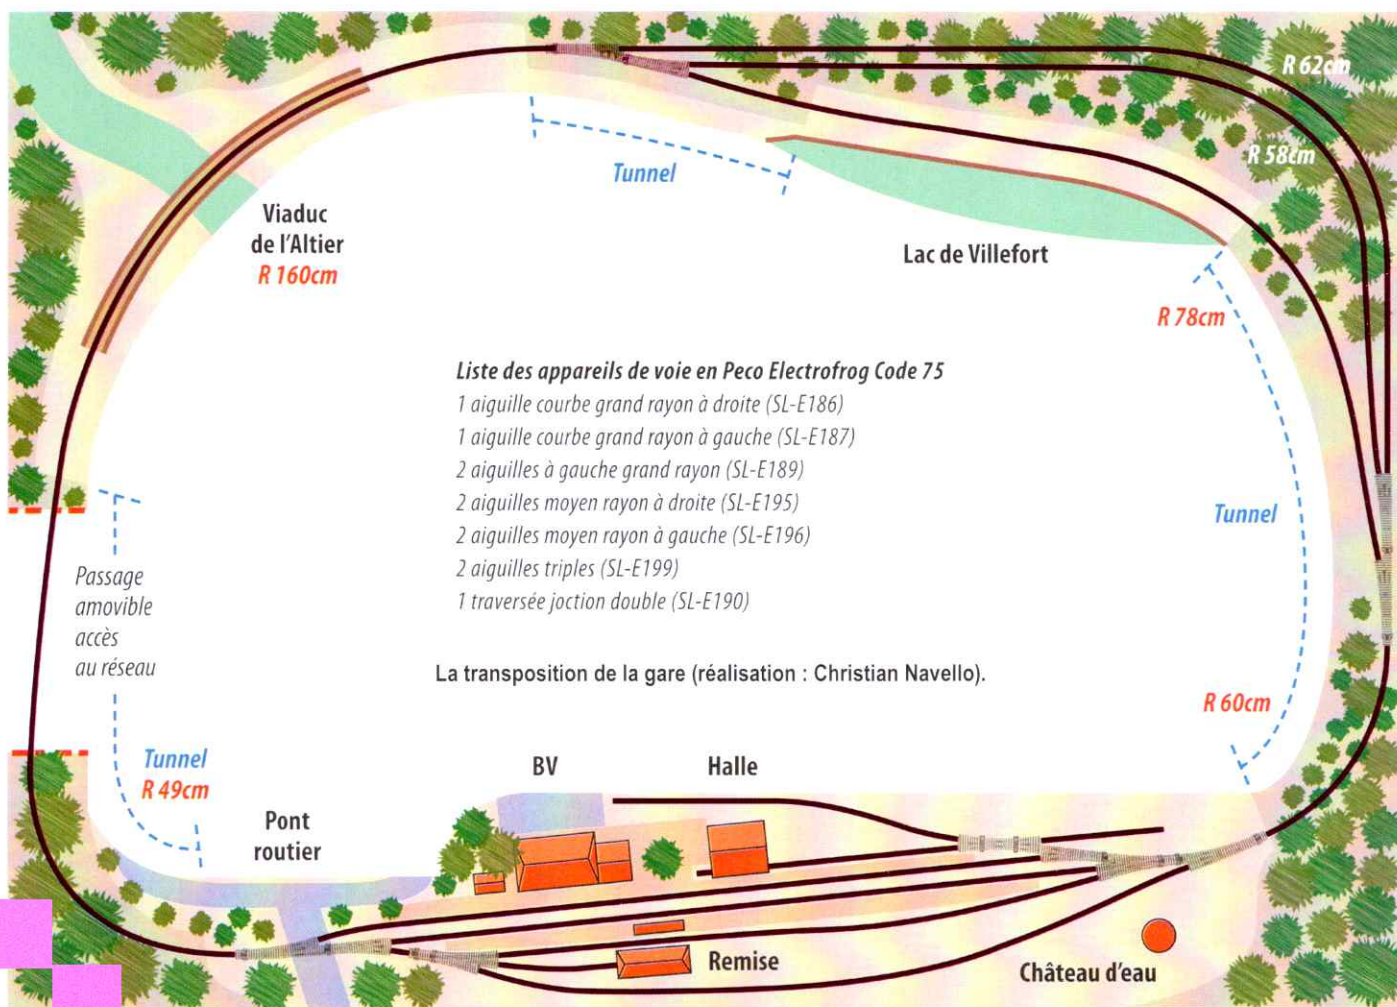 R 62cm
R 58cm
Tunnel
Viaduc
de l'Altier
R 160cm
Lac de Villefort
R 78cm
Liste des appareils de voie en Peco Electrofrog Code 75
1 aiguille courbe grand rayon à droite (SL-E186)
1 aiguille courbe grand rayon à gauche (SL-E187)
2 aiguilles à gauche grand rayon (SL-E189)
2 aiguilles moyen rayon à droite (SL-E195)
2 aiguilles moyen rayon à gauche (SL-E196)
2 aiguilles triples (SL-E199)
1 traversée joction double (SL-E190)
Tunnel
Passage
amovible
accès
au réseau
La transposition de la gare (réalisation : Christian Navello).
R 60cm
Tunnel
R 49cm
BV
Halle
Pont
routier
Remise
Château d'eau